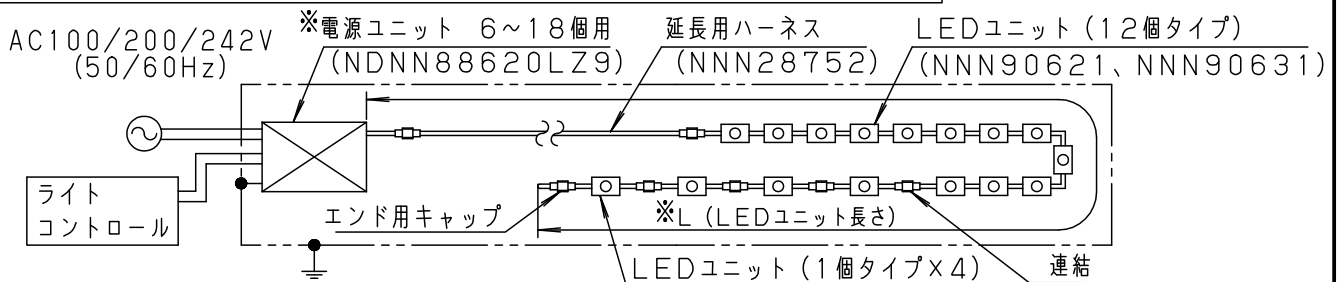 AC100/200/242V
(50/60Hz)
※電源ユニット 6~18個用
(NDNN88620LZ9)
延長用ハーネス
(NNN28752)
LEDユニット(12個タイプ)
(NNN90621、NNN90631)
ライト
コントロール
エンド用キャップ
※L(LEDユニット長さ)
LEDユニット(1個タイプ×4)
連結